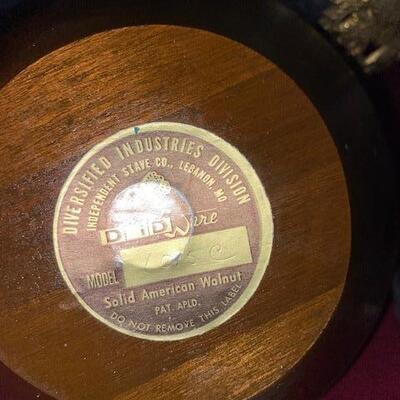 DIVERSIFIED INDUSTRIES DIVISION
INDEPENDENT STAVE CO., LEBANON, MO
Ware
MODEL
Solid American Walnut
PAT. APLD.
DO NOT REMOVE THIS LABEL